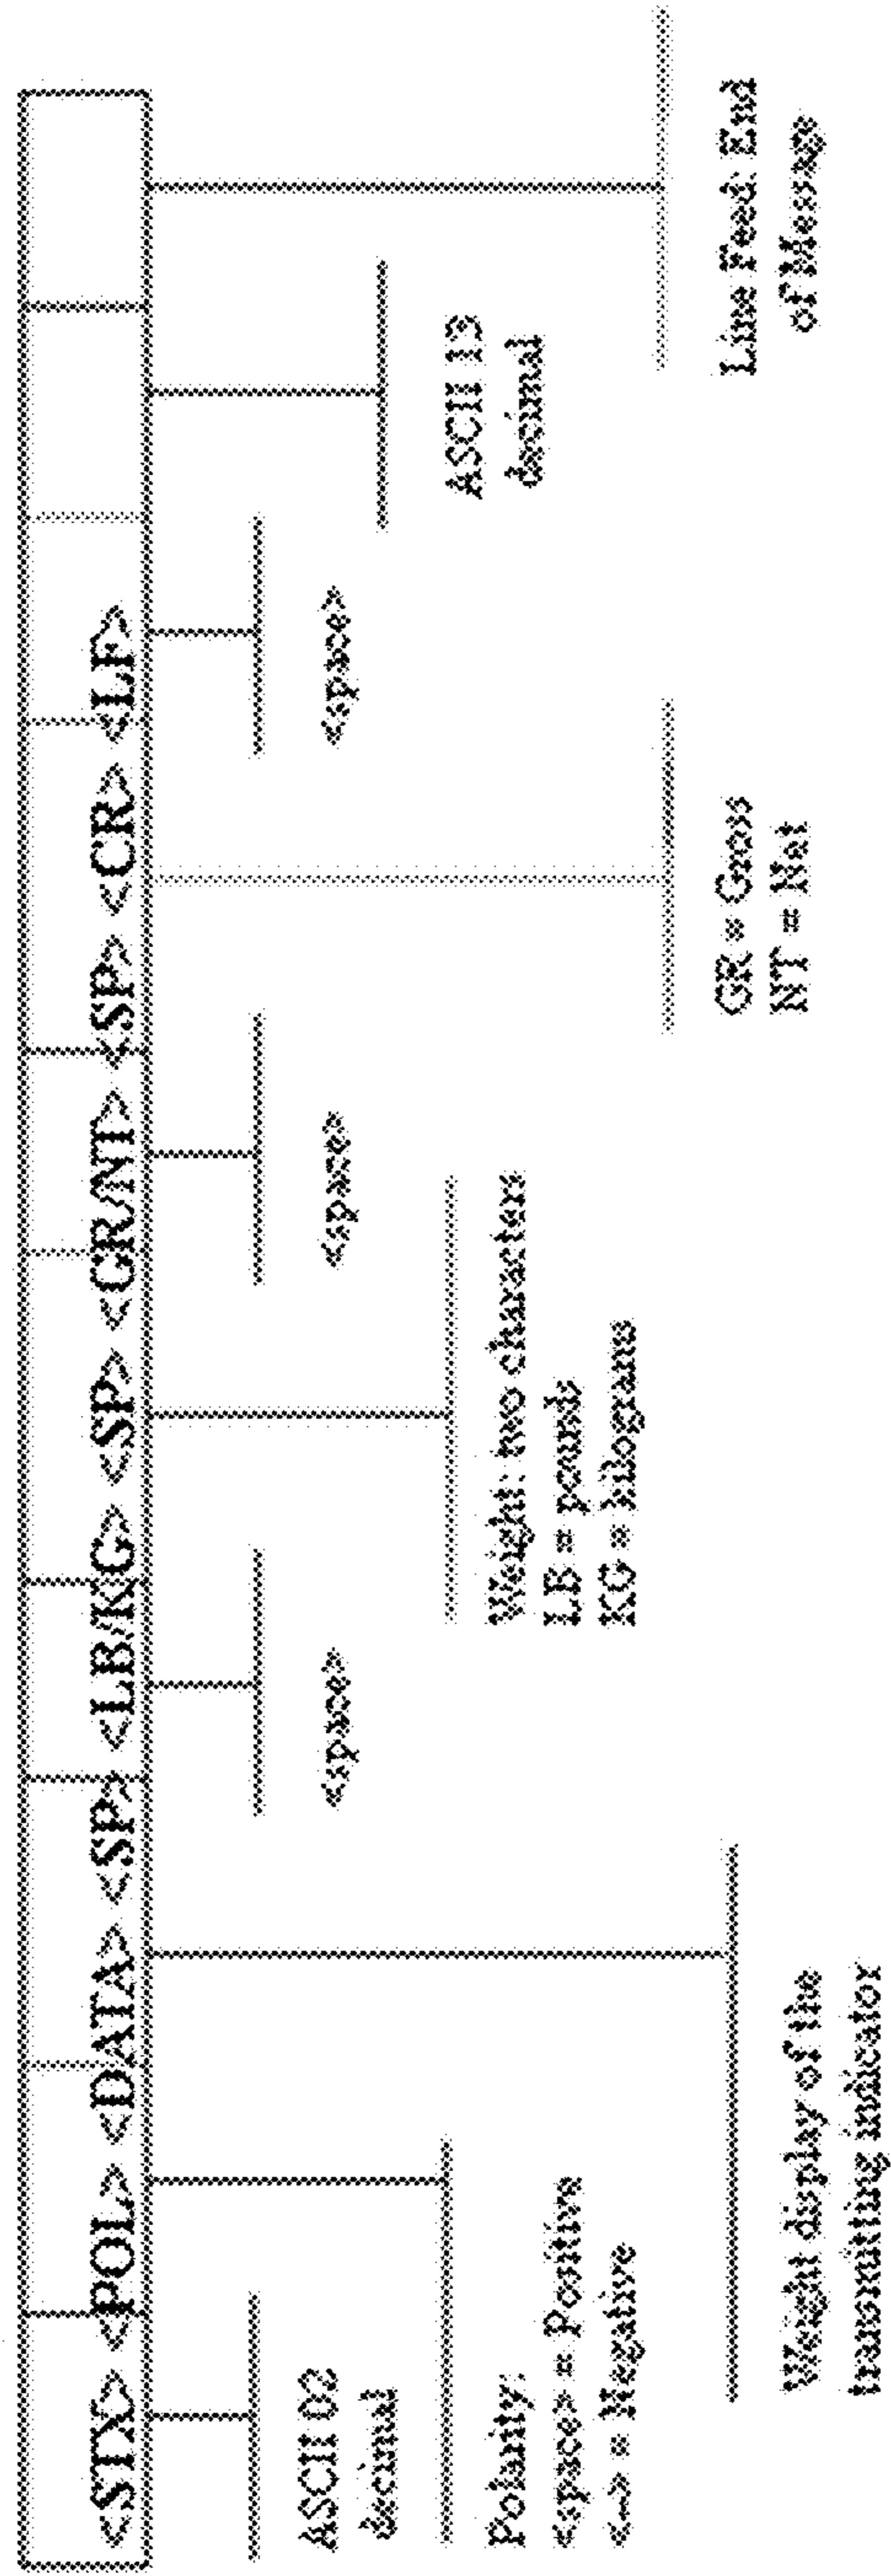 <STX> <POL> <DATA> <SP> <LB/KG> <SP> <GR/NT> <SP> <CR> <LF>
ASCII 02
decimal
Polarity:
<space> = Positive
<-> = Negative
Weight display of the
transmitting indicator
<space>
Weight: two characters
LB = pounds
KG = kilograms
<space>
GR = Gross
NT = Net
<space>
ASCII 13
decimal
Line Feed: End
of Message